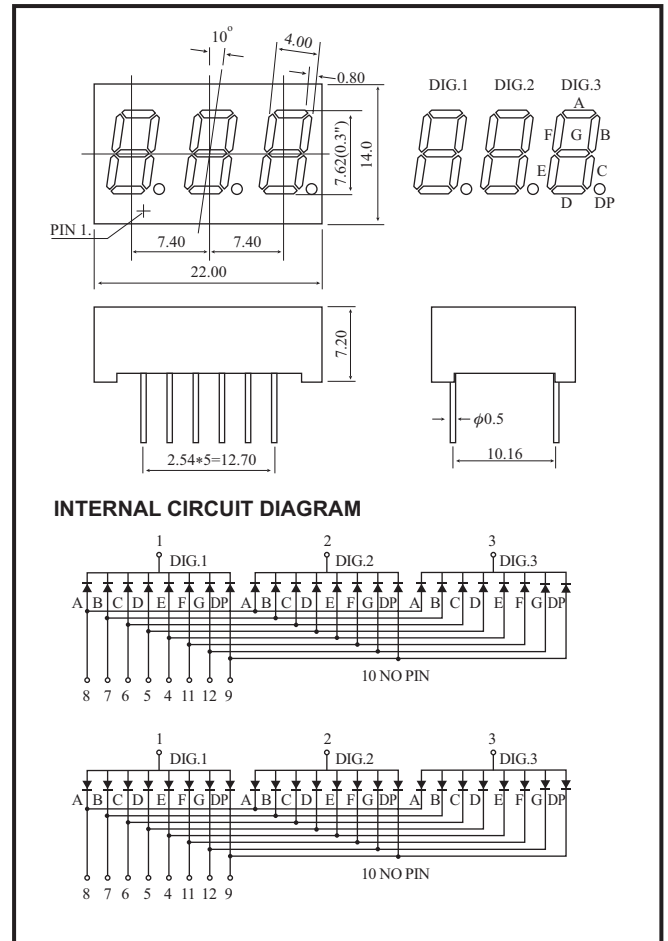 10°
4.00
0.80
DIG.1 DIG.2 DIG.3
A
F G B
E C
D DP
7.62(0.3")
14.0
PIN 1.
7.40 7.40
22.00
7.20
ϕ0.5
2.54*5=12.70
10.16
INTERNAL CIRCUIT DIAGRAM
1 2 3
DIG.1 DIG.2 DIG.3
A B C D E F G DP A B C D E F G DP A B C D E F G DP
10 NO PIN
8 7 6 5 4 11 12 9
1 2 3
DIG.1 DIG.2 DIG.3
A B C D E F G DP A B C D E F G DP A B C D E F G DP
10 NO PIN
8 7 6 5 4 11 12 9